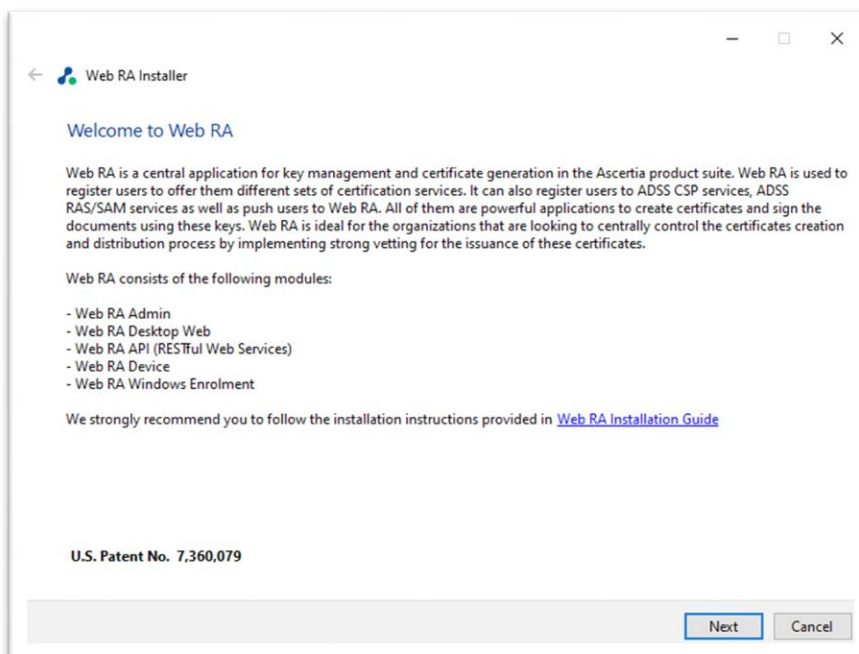 Web RA Installer
Welcome to Web RA
Web RA is a central application for key management and certificate generation in the Ascertia product suite. Web RA is used to
register users to offer them different sets of certification services. It can also register users to ADSS CSP services, ADSS
RAS/SAM services as well as push users to Web RA. All of them are powerful applications to create certificates and sign the
documents using these keys. Web RA is ideal for the organizations that are looking to centrally control the certificates creation
and distribution process by implementing strong vetting for the issuance of these certificates.
Web RA consists of the following modules:
- Web RA Admin
- Web RA Desktop Web
- Web RA API (RESTful Web Services)
- Web RA Device
- Web RA Windows Enrolment
We strongly recommend you to follow the installation instructions provided in Web RA Installation Guide
U.S. Patent No. 7,360,079
Next Cancel